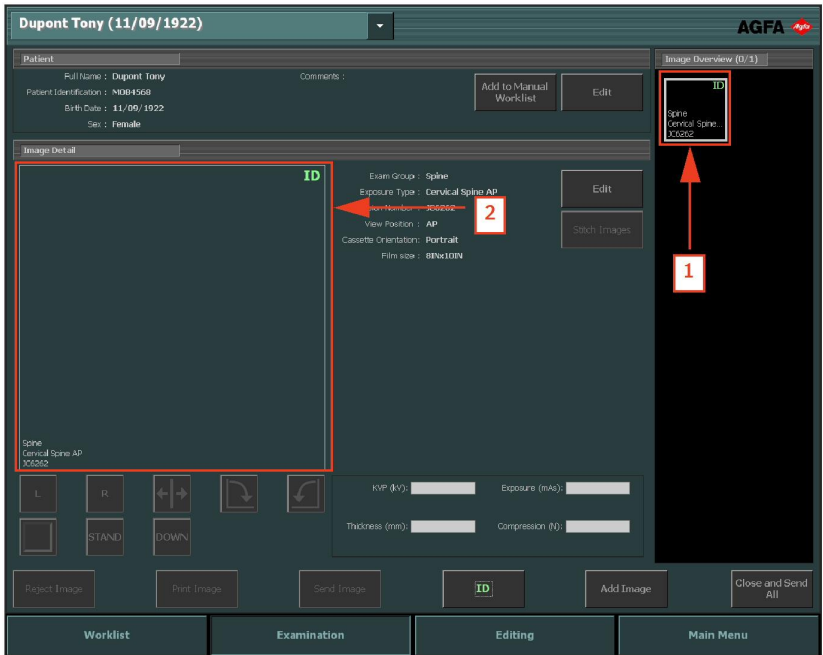 Dupont Tony (11/09/1922)
AGFA Agfa
Patient
Full Name : Dupont Tony
Comments :
Patient Identification : M084568
Birth Date : 11/09/1922
Sex : Female
Add to Manual
Worklist
Edit
Image Overview (0/1)
ID
Spine
Cervical Spine...
JC6262
1
Image Detail
ID
Spine
Cervical Spine AP
JC6262
2
Exam Group : Spine
Exposure Type : Cervical Spine AP
Number : JC6262
View Position : AP
Cassette Orientation: Portrait
Film size : 8INx10IN
Edit
Stitch Images
L
R
STAND
DOWN
KVP (kV):
Exposure (mAs):
Thickness (mm):
Compression (N):
Reject Image
Print Image
Send Image
ID
Add Image
Close and Send
All
Worklist
Examination
Editing
Main Menu